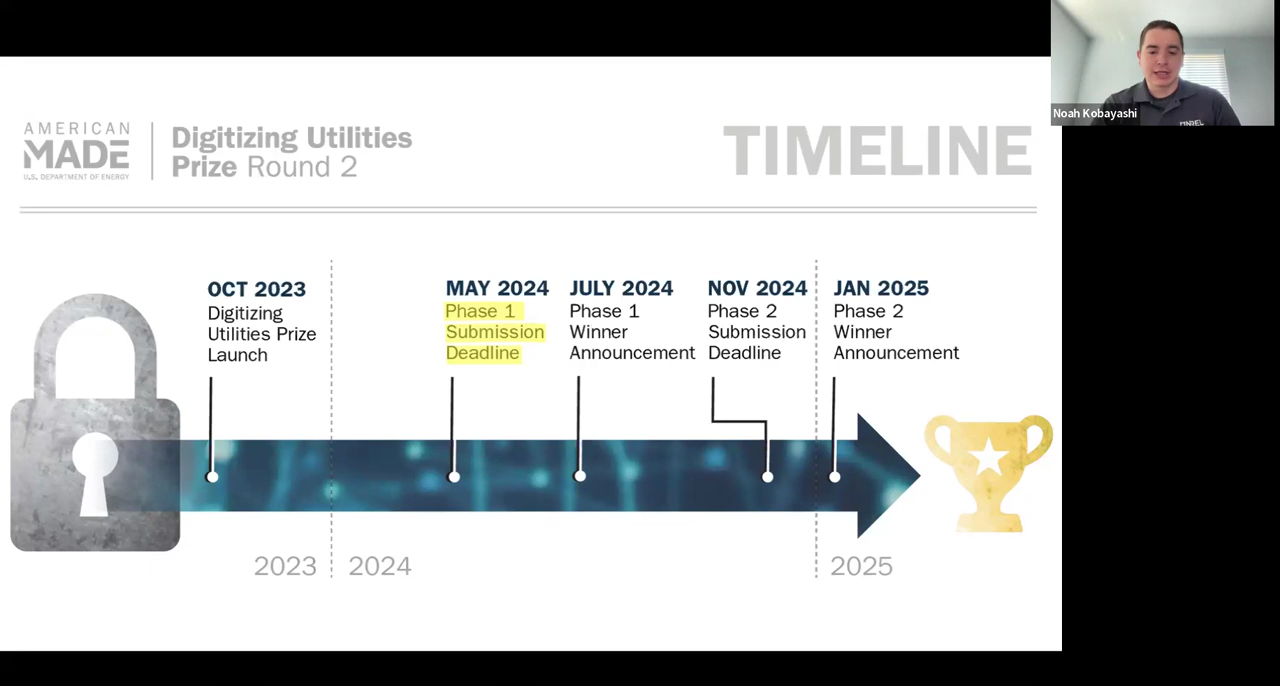 AMERICAN
MADE
U.S. DEPARTMENT OF ENERGY
Digitizing Utilities
Prize Round 2
TIMELINE
Noah Kobayashi
NREL
OCT 2023
Digitizing
Utilities Prize
Launch
MAY 2024
Phase 1
Submission
Deadline
JULY 2024
Phase 1
Winner
Announcement
NOV 2024
Phase 2
Submission
Deadline
JAN 2025
Phase 2
Winner
Announcement
2023
2024
2025